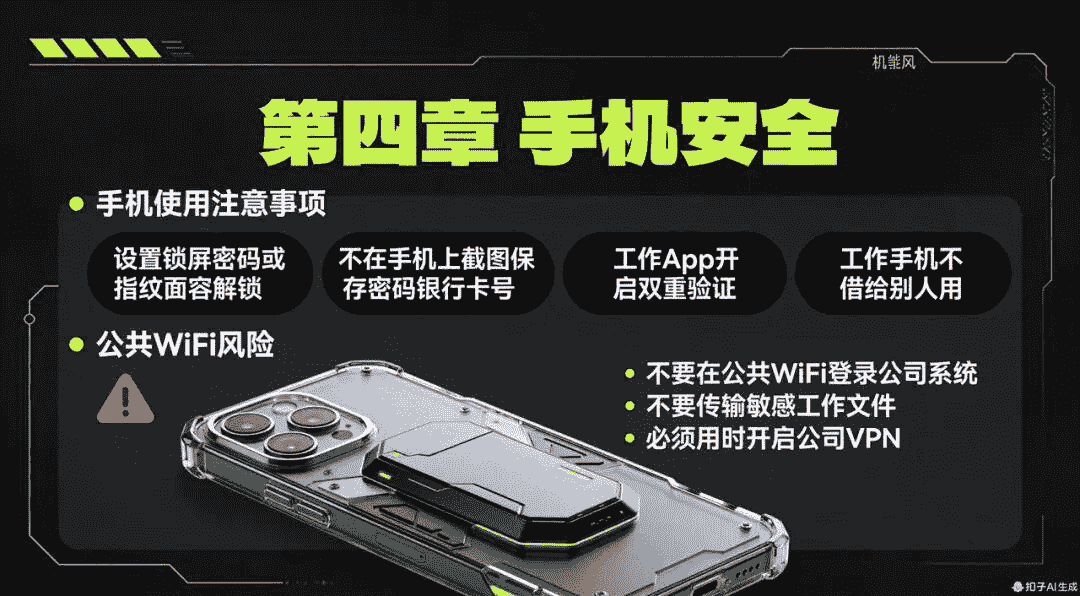 机能风
第四章 手机安全
手机使用注意事项
设置锁屏密码或
指纹面容解锁
不在手机上截图保
存密码银行卡号
工作App开
启双重验证
工作手机不
借给别人用
公共WiFi风险
不要在公共WiFi登录公司系统
不要传输敏感工作文件
必须用时开启公司VPN
扣子AI生成